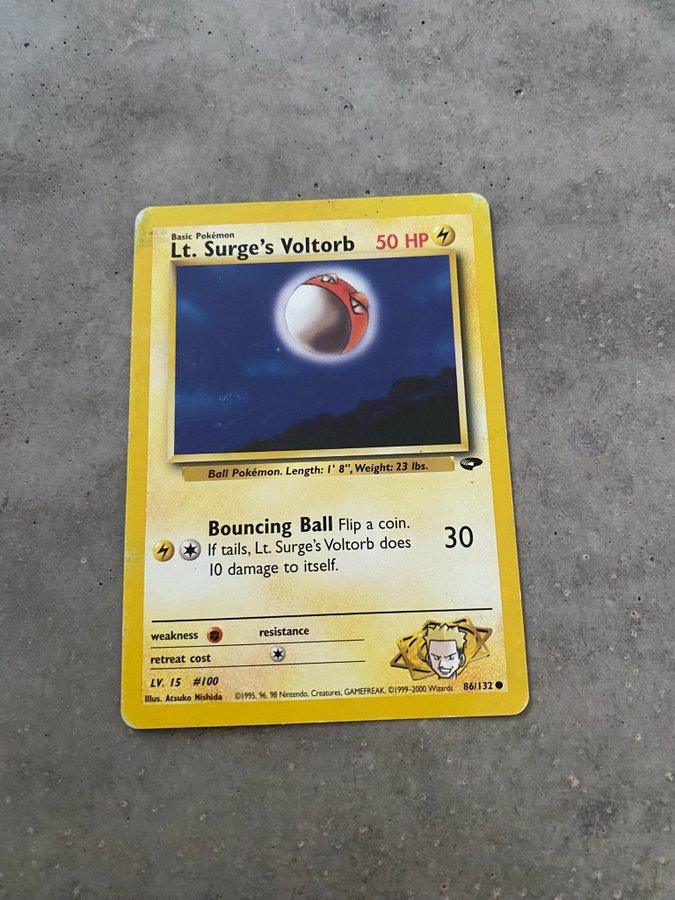 Basic Pokémon
Lt. Surge's Voltorb 50 HP
Ball Pokémon. Length: 1' 8", Weight: 23 lbs.
Bouncing Ball Flip a coin.
If tails, Lt. Surge's Voltorb does
10 damage to itself.
30
weakness resistance
retreat cost
LV. 15 #100
Illus. Atsuko Nishida ©1995, 96, 98 Nintendo, Creatures, GAMEFREAK. ©1999-2000 Wizards 86/132